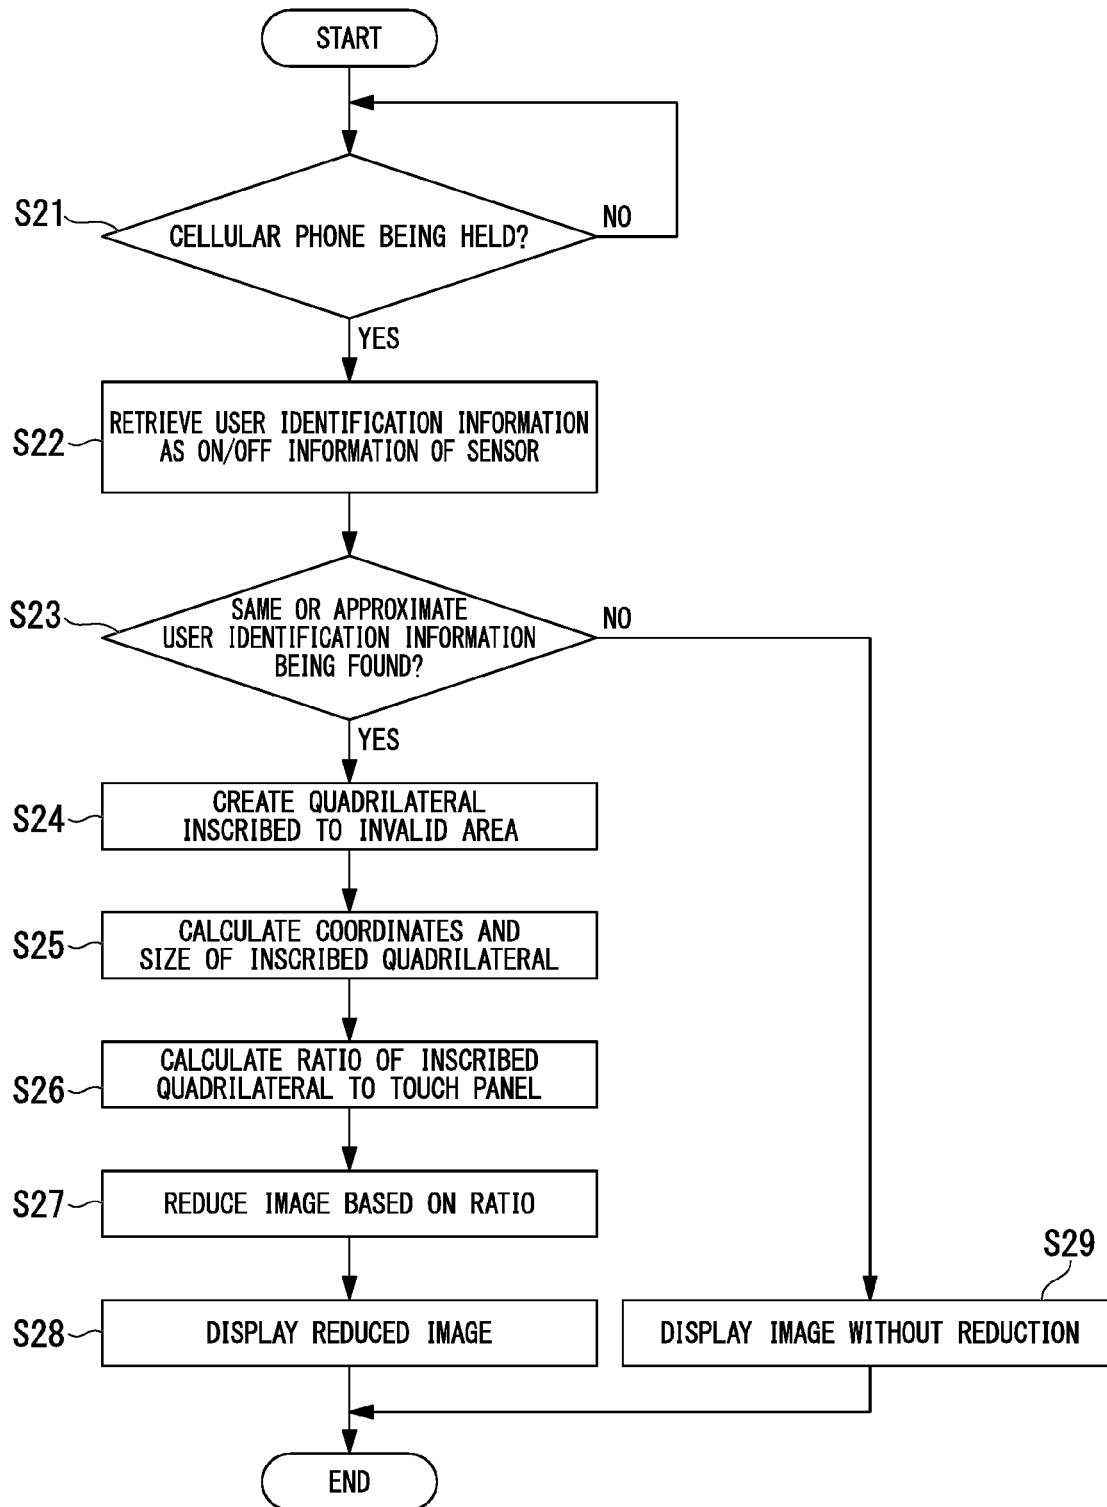 START
S21
CELLULAR PHONE BEING HELD?
NO
YES
S22
RETRIEVE USER IDENTIFICATION INFORMATION
AS ON/OFF INFORMATION OF SENSOR
S23
SAME OR APPROXIMATE
USER IDENTIFICATION INFORMATION
BEING FOUND?
NO
YES
S24
CREATE QUADRILATERAL
INSCRIBED TO INVALID AREA
S25
CALCULATE COORDINATES AND
SIZE OF INSCRIBED QUADRILATERAL
S26
CALCULATE RATIO OF INSCRIBED
QUADRILATERAL TO TOUCH PANEL
S27
REDUCE IMAGE BASED ON RATIO
S28
DISPLAY REDUCED IMAGE
S29
DISPLAY IMAGE WITHOUT REDUCTION
END